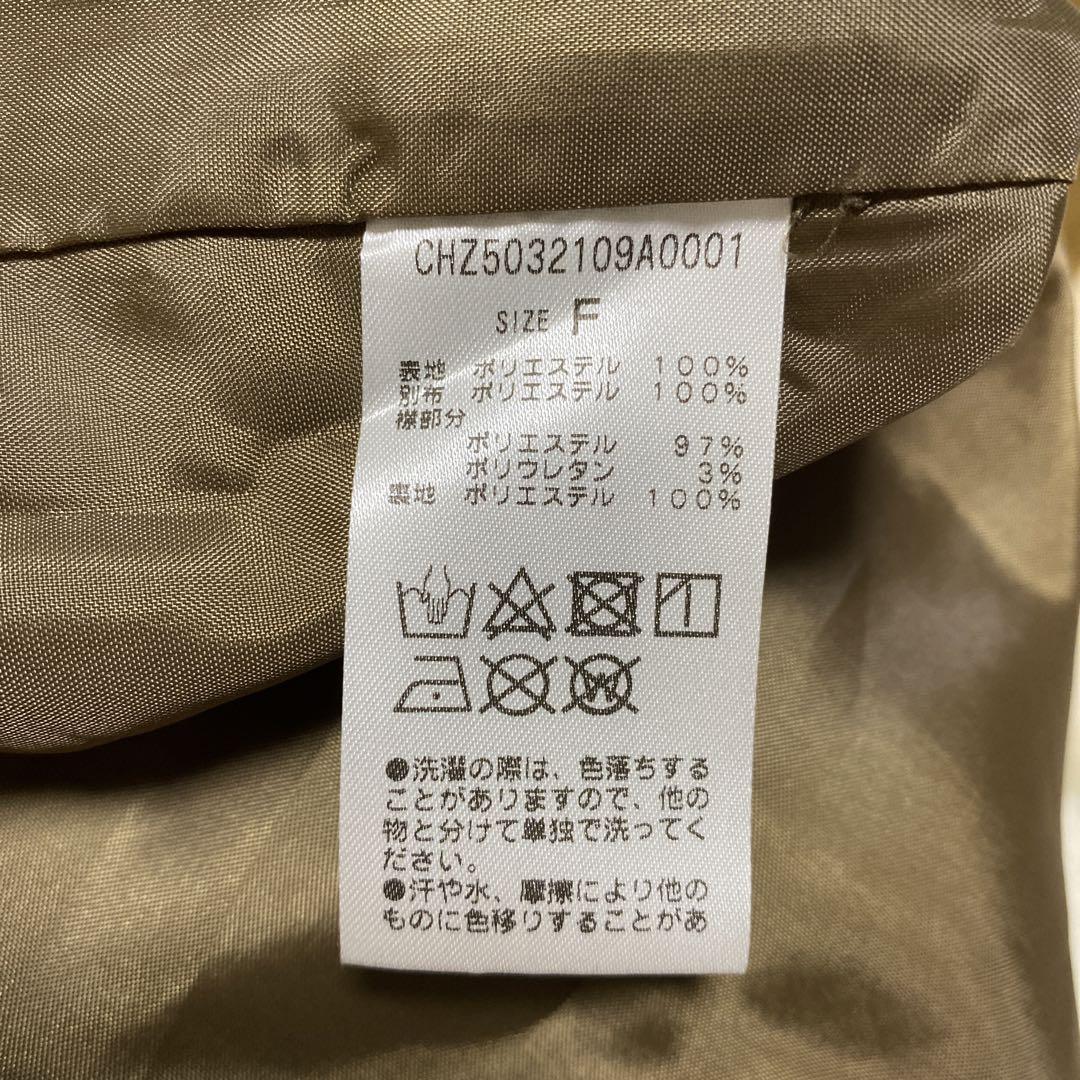 CHZ5032109A0001
SIZE F
表地 ポリエステル 100%
別布 ポリエステル 100%
襟部分
ポリエステル 97%
ポリウレタン 3%
裏地 ポリエステル 100%
W
●洗濯の際は、色落ちする
ことがありますので、他の
物と分けて単独で洗ってく
ださい。
●汗や水、摩擦により他の
ものに色移りすることがあ